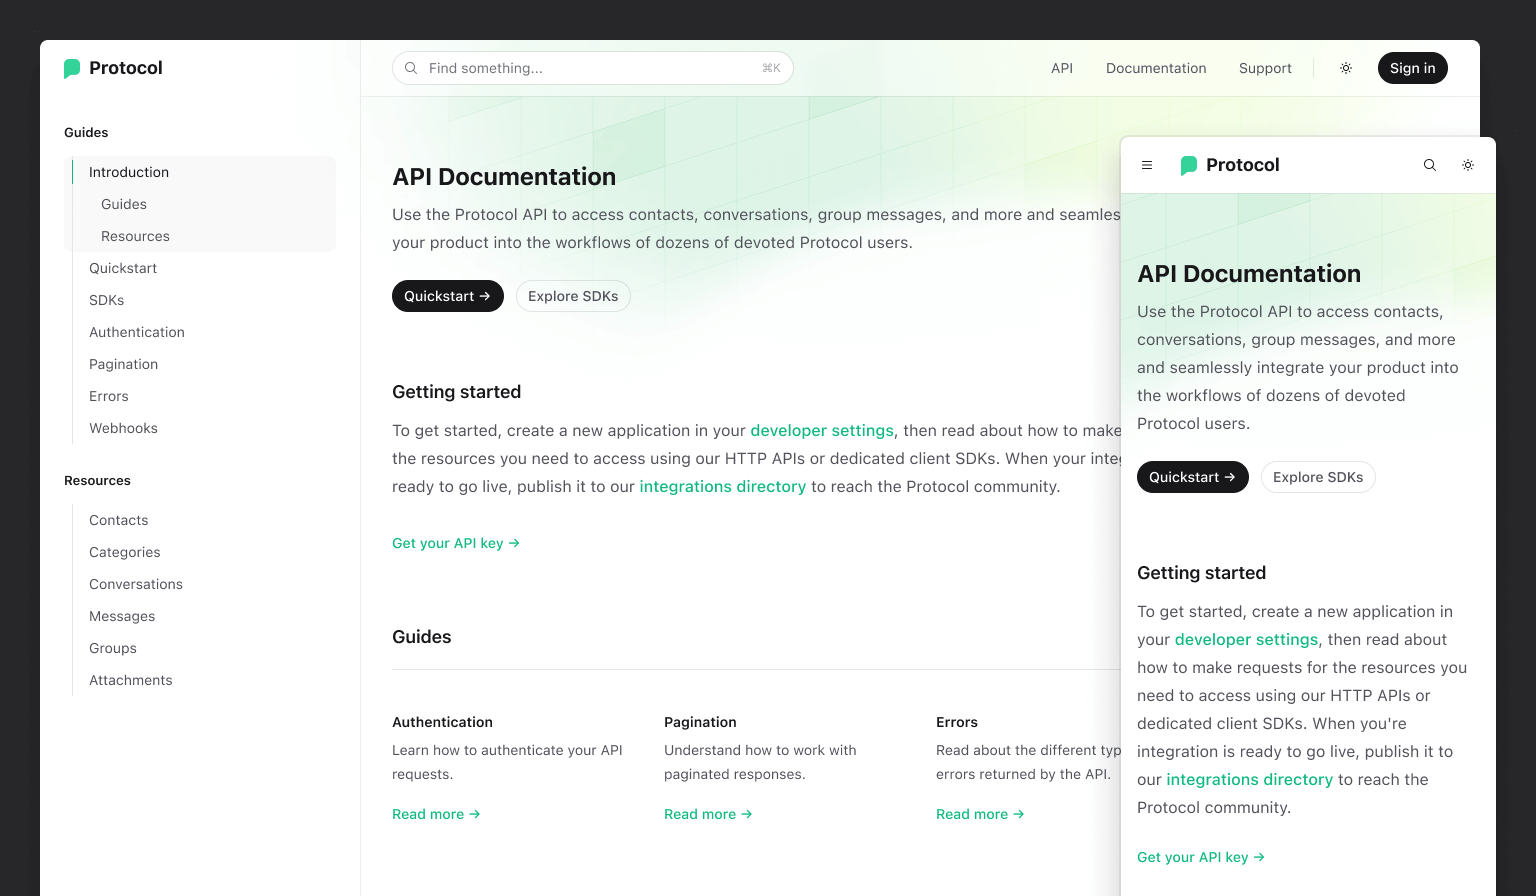 Protocol
Find something...
⌘K
API
Documentation
Support
Sign in
Guides
Introduction
Guides
Resources
Quickstart
SDKs
Authentication
Pagination
Errors
Webhooks
Resources
Contacts
Categories
Conversations
Messages
Groups
Attachments
API Documentation
Use the Protocol API to access contacts, conversations, group messages, and more and seamles
your product into the workflows of dozens of devoted Protocol users.
Quickstart →
Explore SDKs
Getting started
To get started, create a new application in your developer settings, then read about how to make
the resources you need to access using our HTTP APIs or dedicated client SDKs. When your integ
ready to go live, publish it to our integrations directory to reach the Protocol community.
Get your API key →
Guides
Authentication
Learn how to authenticate your API
requests.
Read more →
Pagination
Understand how to work with
paginated responses.
Read more →
Errors
Read about the different typ
errors returned by the API.
Read more →
Protocol
API Documentation
Use the Protocol API to access contacts,
conversations, group messages, and more
and seamlessly integrate your product into
the workflows of dozens of devoted
Protocol users.
Quickstart →
Explore SDKs
Getting started
To get started, create a new application in
your developer settings, then read about
how to make requests for the resources you
need to access using our HTTP APIs or
dedicated client SDKs. When you're
integration is ready to go live, publish it to
our integrations directory to reach the
Protocol community.
Get your API key →